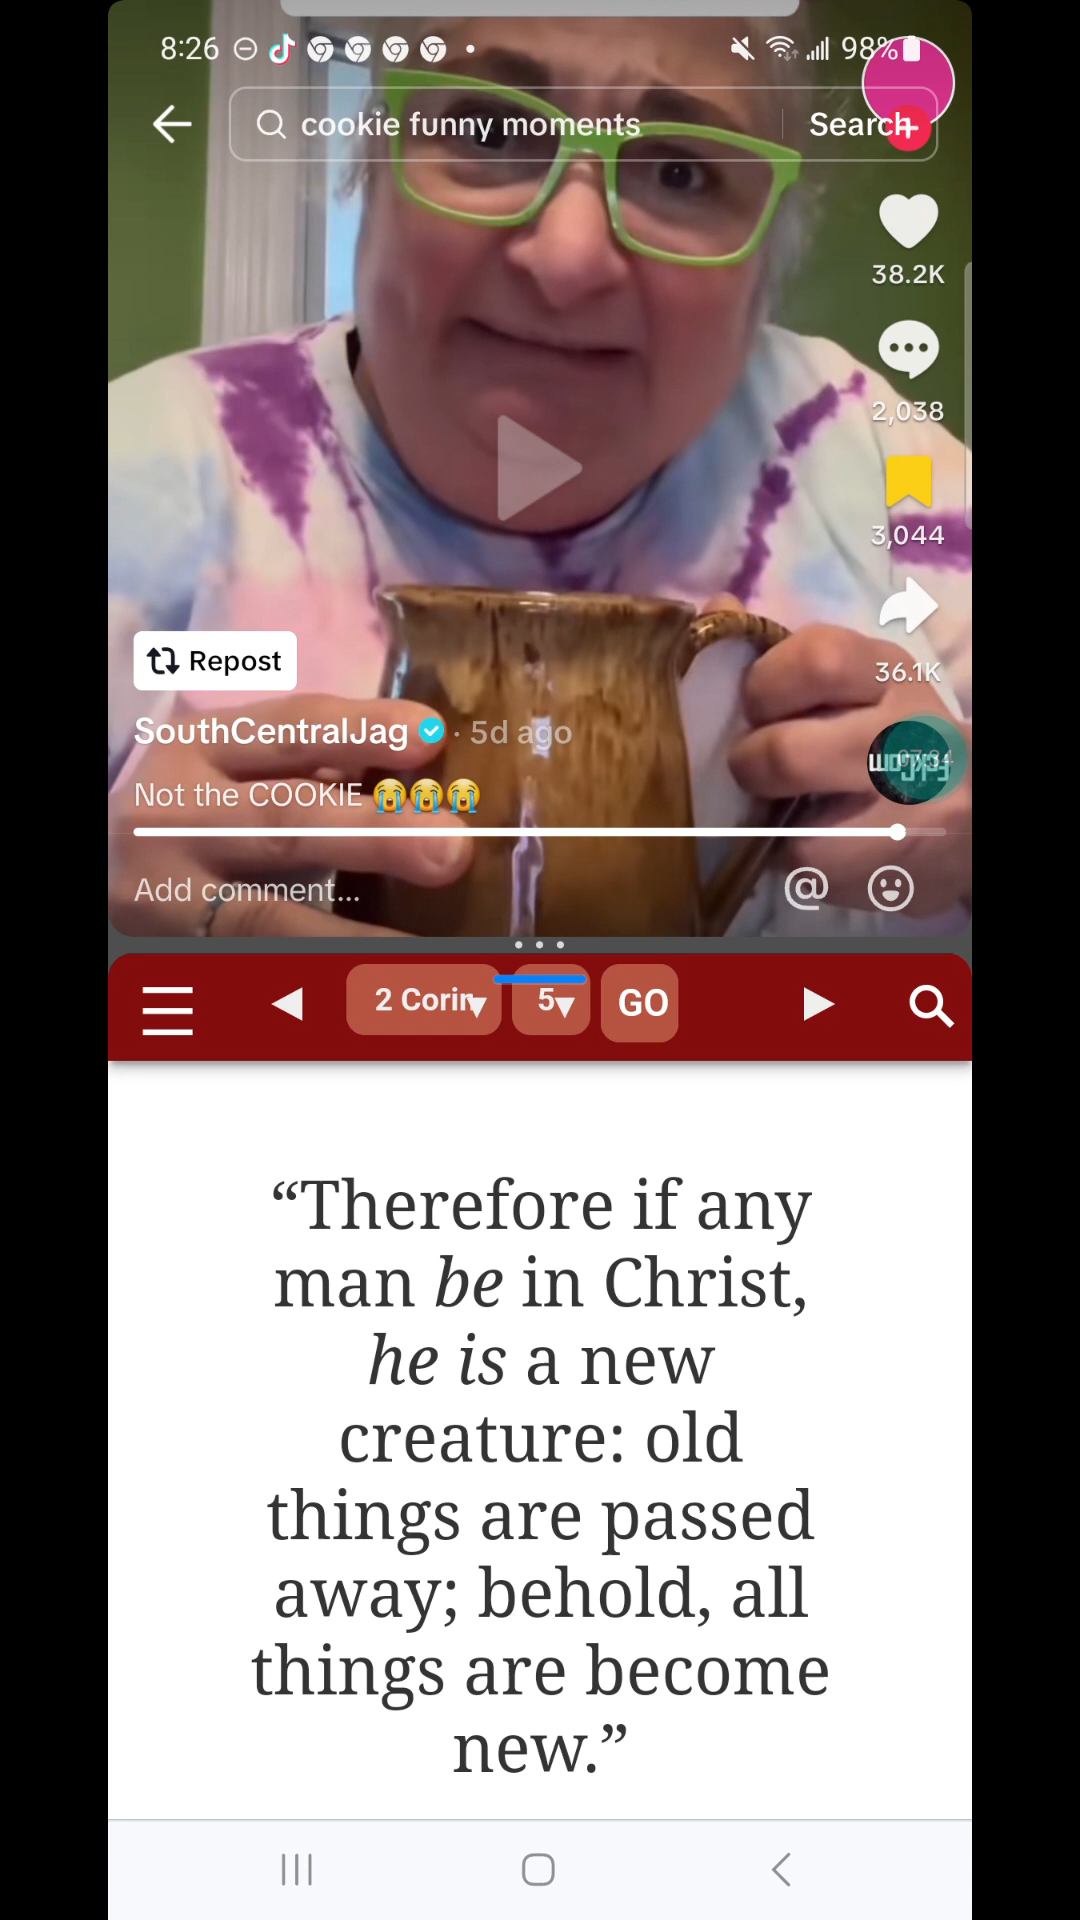 8:26
98%
cookie funny moments
Search
38.2K
2,038
3,044
36.1K
Repost
SouthCentralJag · 5d ago
Not the COOKIE 😭😭😭
Add comment...
@
2 Corin
5
GO
“Therefore if any
man be in Christ,
he is a new
creature: old
things are passed
away; behold, all
things are become
new.”